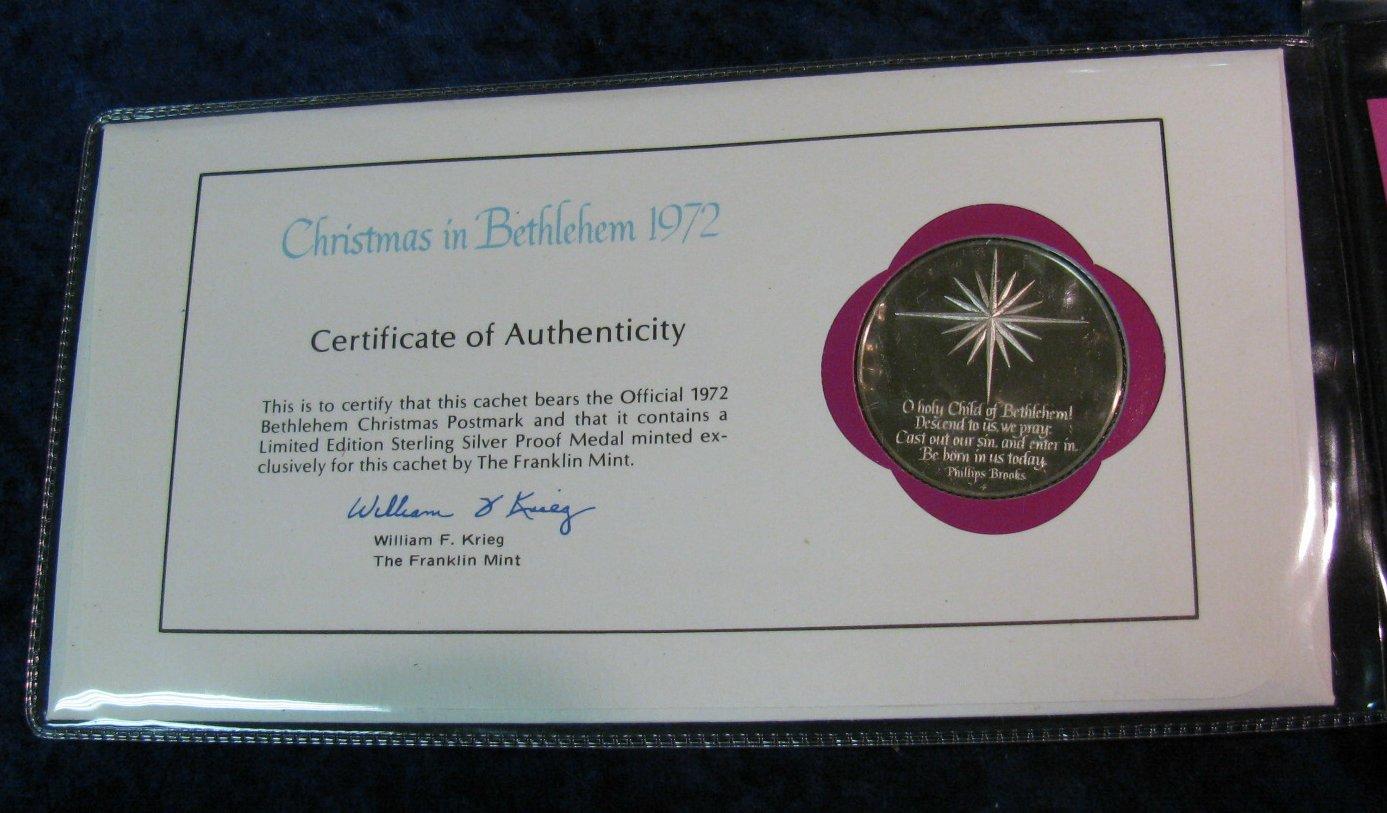 Christmas in Bethlehem 1972
Certificate of Authenticity
This is to certify that this cachet bears the Official 1972
Bethlehem Christmas Postmark and that it contains a
Limited Edition Sterling Silver Proof Medal minted ex-
clusively for this cachet by The Franklin Mint.
William F Krieg
William F. Krieg
The Franklin Mint
O holy Child of Bethlehem!
Descend to us, we pray;
Cast out our sin, and enter in,
Be born in us today.
Phillips Brooks